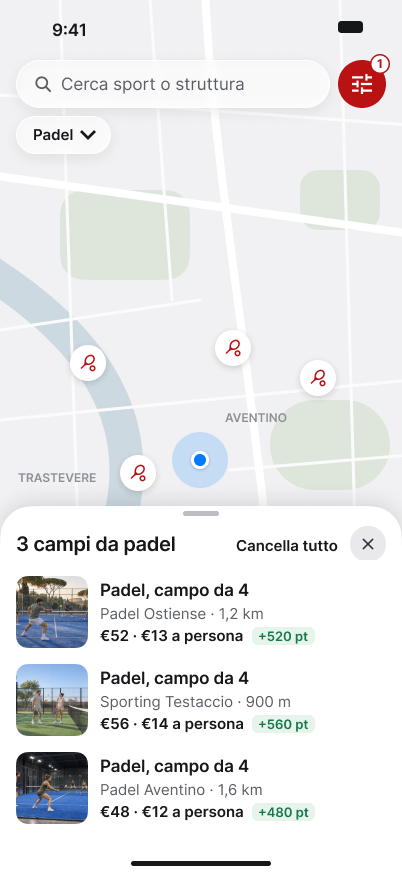 9:41
Cerca sport o struttura
1
Padel
AVENTINO
TRASTEVERE
3 campi da padel
Cancella tutto
Padel, campo da 4
Padel Ostiense · 1,2 km
€52 · €13 a persona +520 pt
Padel, campo da 4
Sporting Testaccio · 900 m
€56 · €14 a persona +560 pt
Padel, campo da 4
Padel Aventino · 1,6 km
€48 · €12 a persona +480 pt